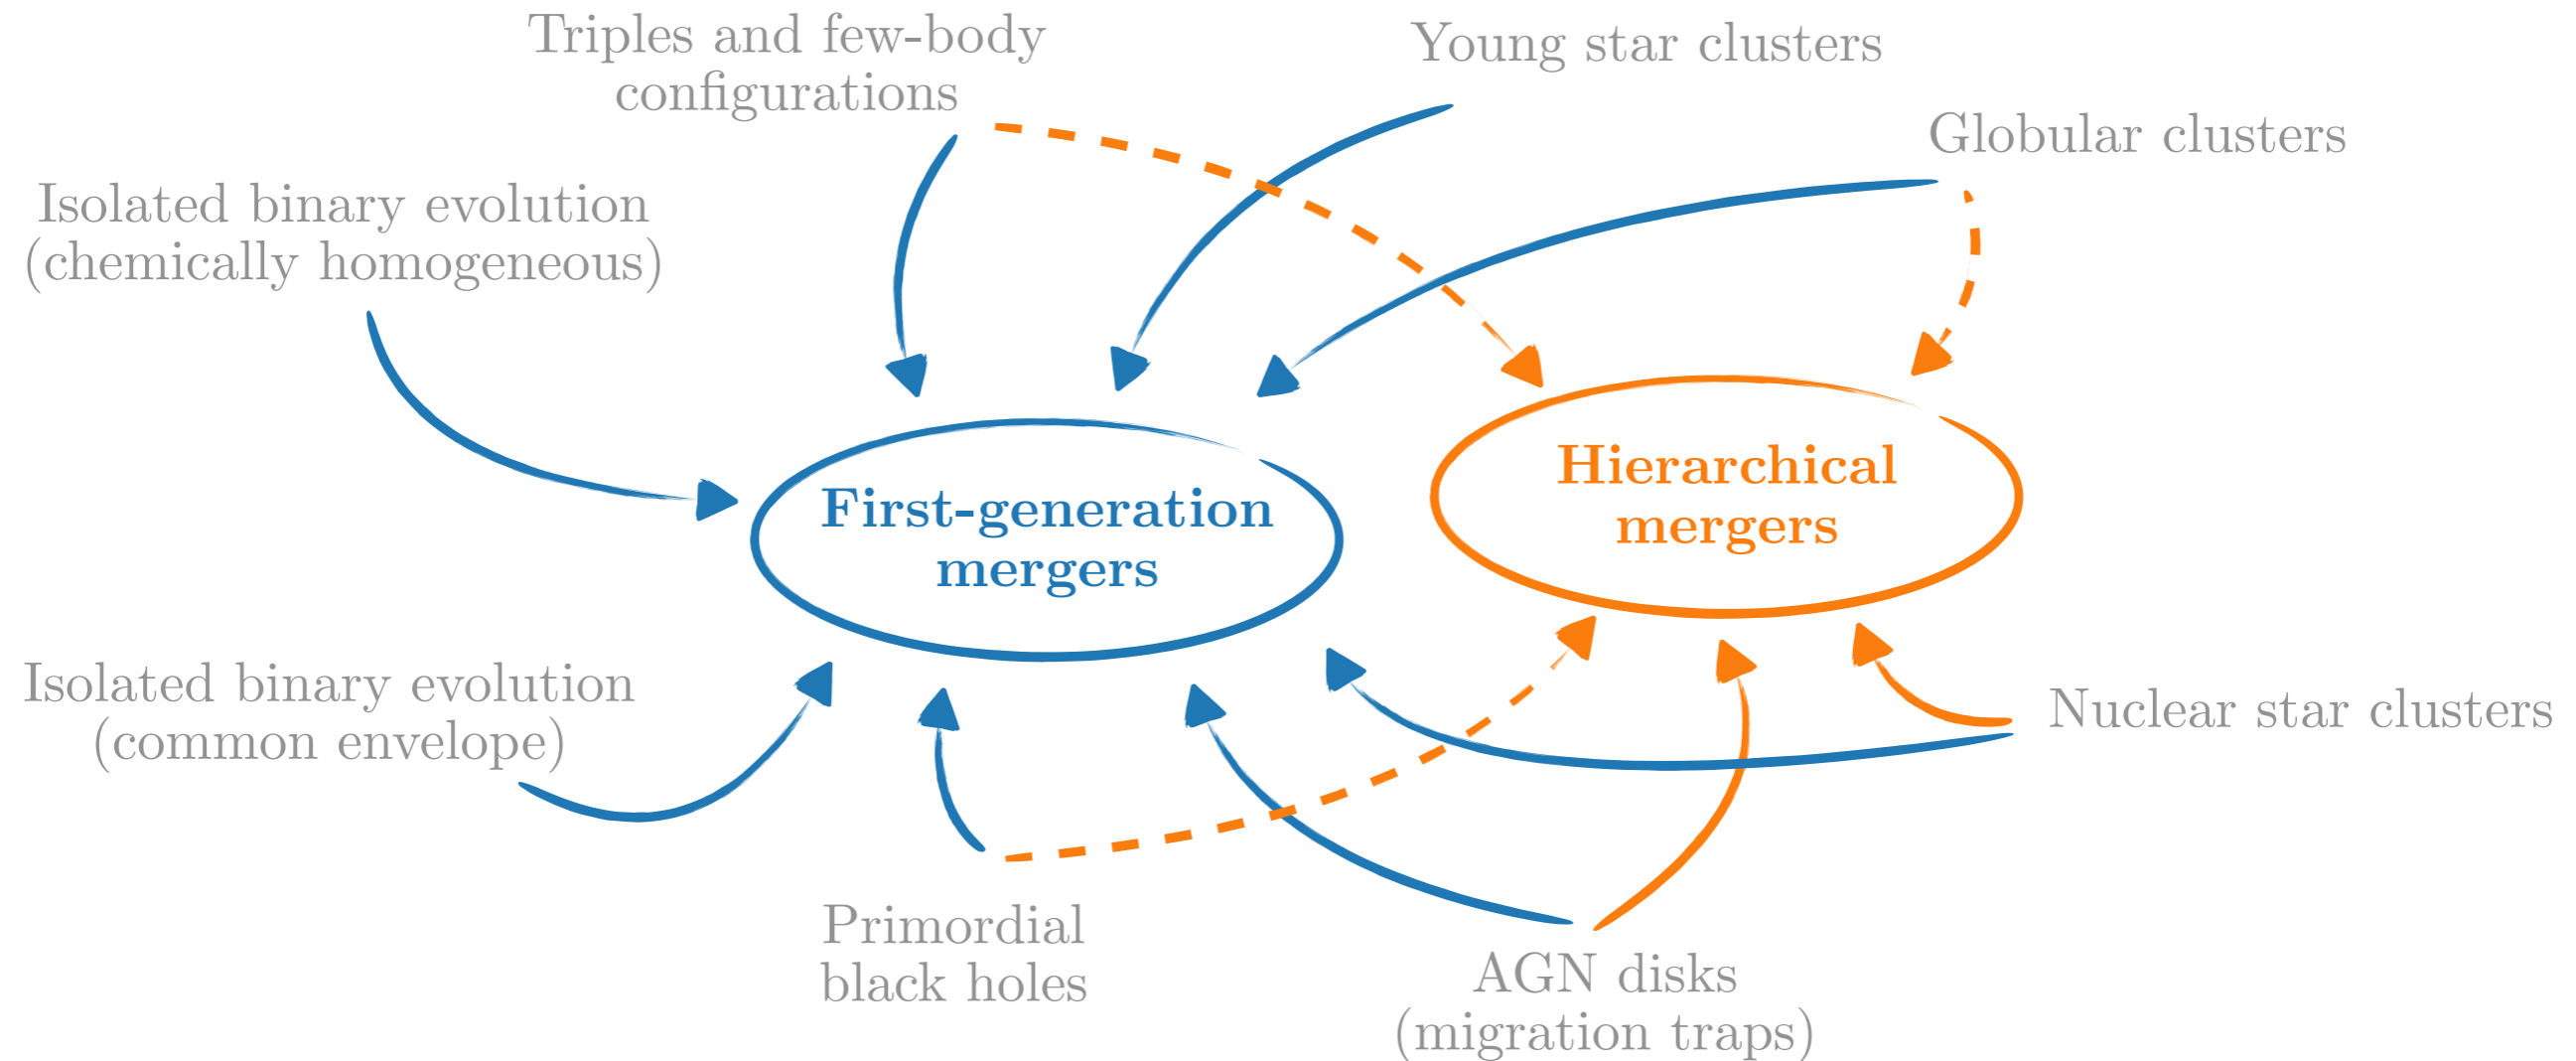 Triples and few-body
configurations
Young star clusters
Globular clusters
Isolated binary evolution
(chemically homogeneous)
Hierarchical
mergers
First-generation
mergers
Isolated binary evolution
(common envelope)
Nuclear star clusters
Primordial
black holes
AGN disks
(migration traps)